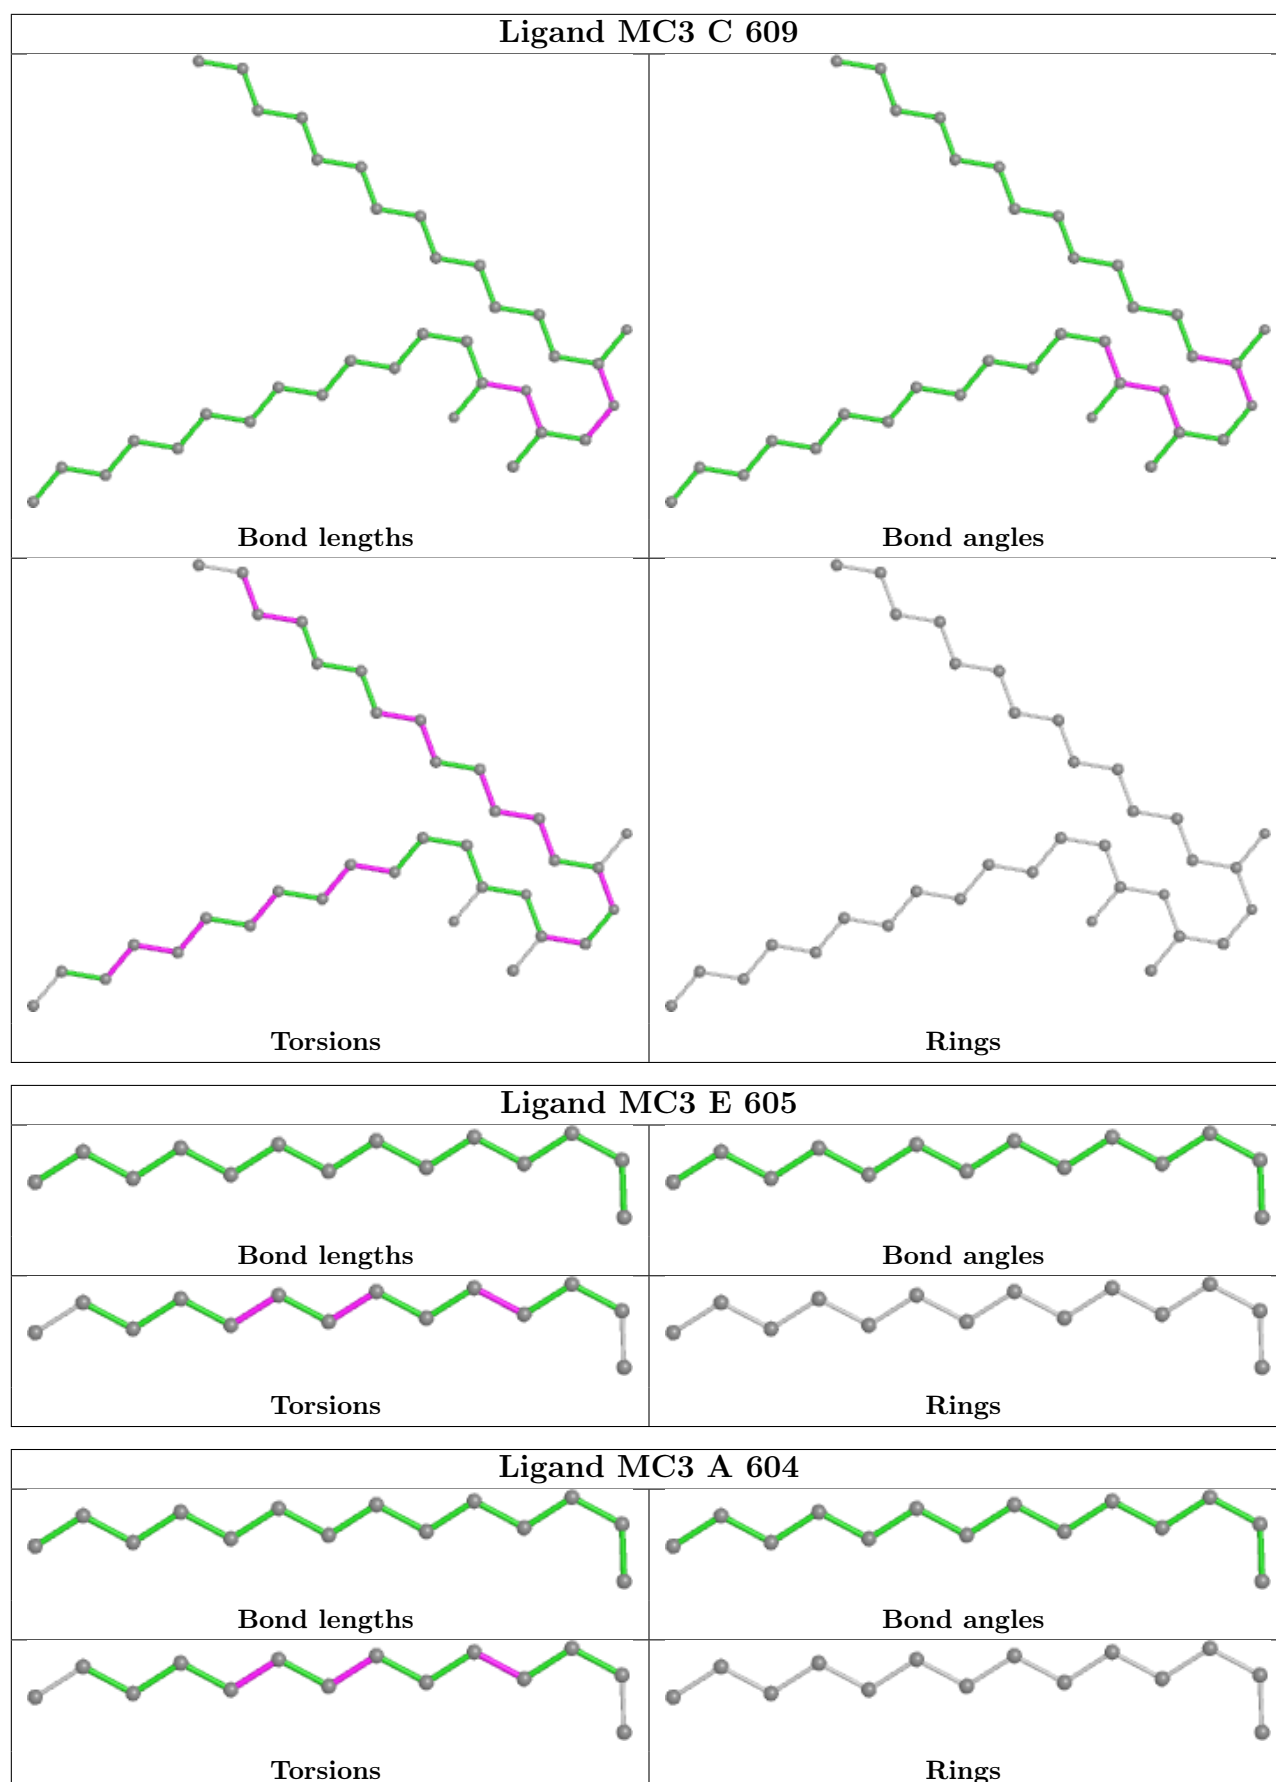 Ligand MC3 C 609
Bond lengths
Bond angles
Torsions
Rings
Ligand MC3 E 605
Bond lengths
Bond angles
Torsions
Rings
Ligand MC3 A 604
Bond lengths
Bond angles
Torsions
Rings